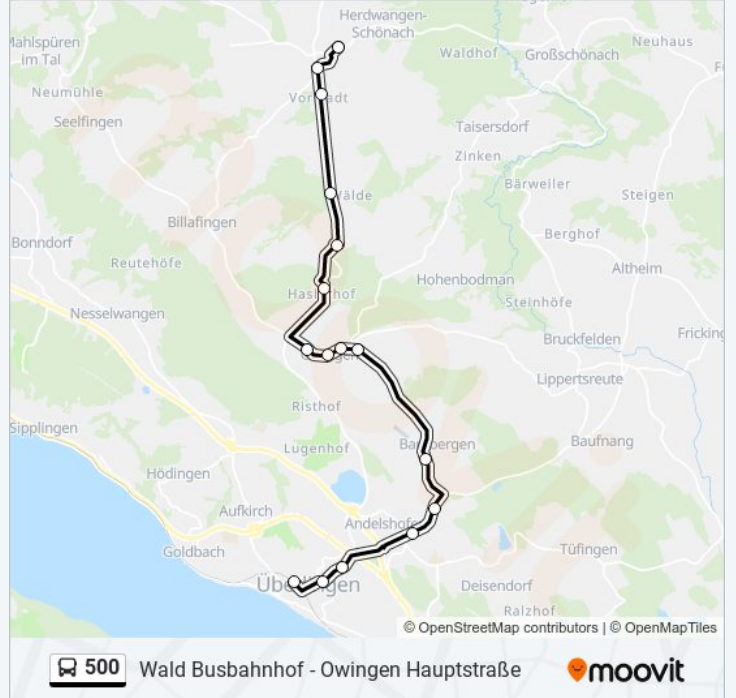 Herdwangen-
Schönach
Mahlspüren
im Tal
Waldhof
Großschönach
Neuhaus
Neumühle
Seelfingen
Taisersdorf
Zinken
Bärweiler
Steigen
Billafingen
Berghof
Bonndorf
Reutehöfe
Altheim
Hohenbodman
Steinhöfe
Nesselwangen
Bruckfelden
Lippertsreute
Risthof
Sipplingen
Lugenhof
Baufnang
Hödingen
Aufkirch
Goldbach
Tüfingen
Deisendorf
Ralzhof
© OpenStreetMap contributors | © OpenMapTiles
500 Wald Busbahnhof - Owingen Hauptstraße
moovit